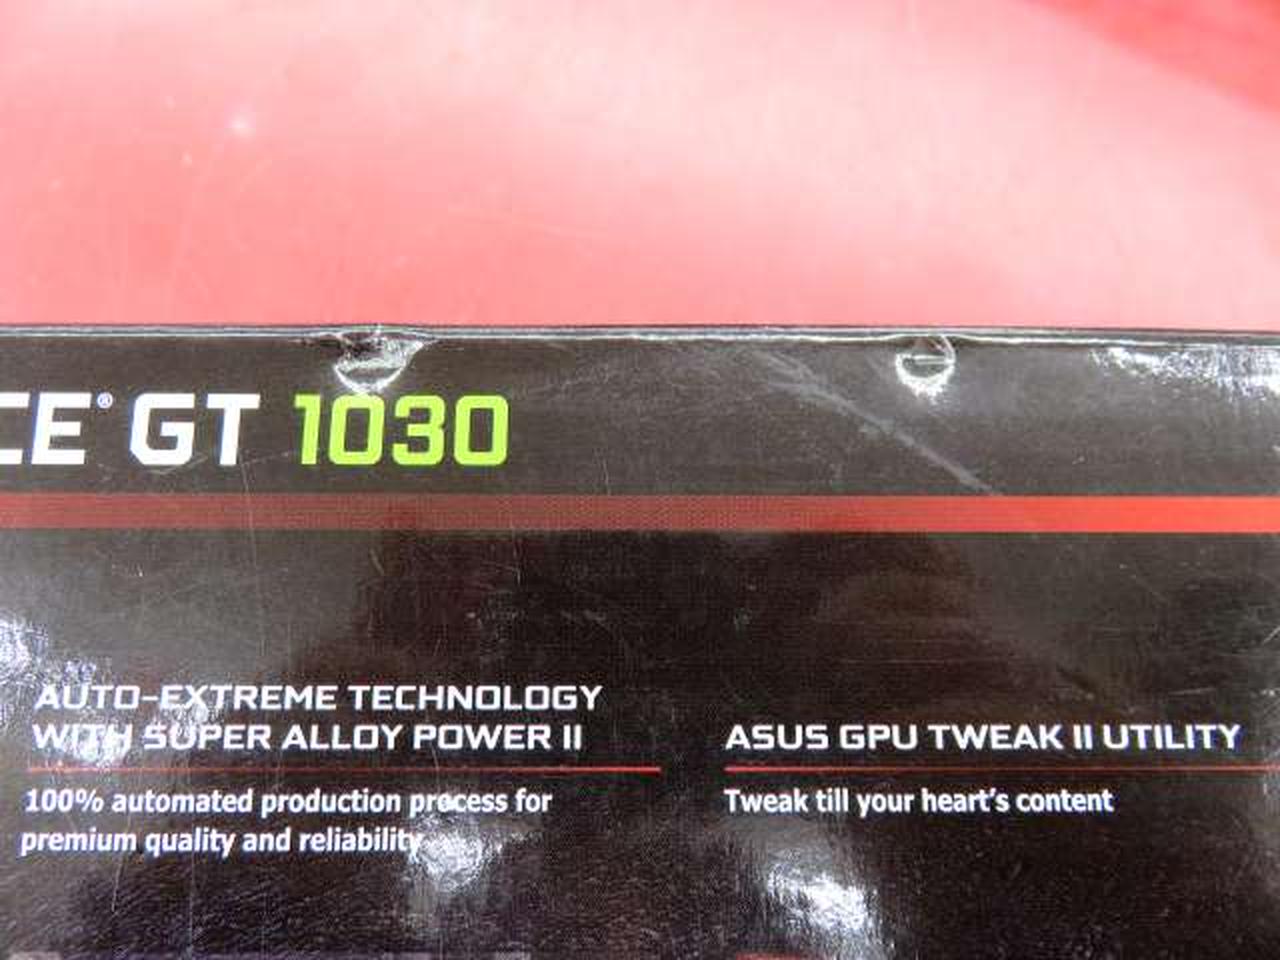 CE® GT 1030
AUTO-EXTREME TECHNOLOGY
WITH SUPER ALLOY POWER II
100% automated production process for
premium quality and reliability
ASUS GPU TWEAK II UTILITY
Tweak till your heart's content